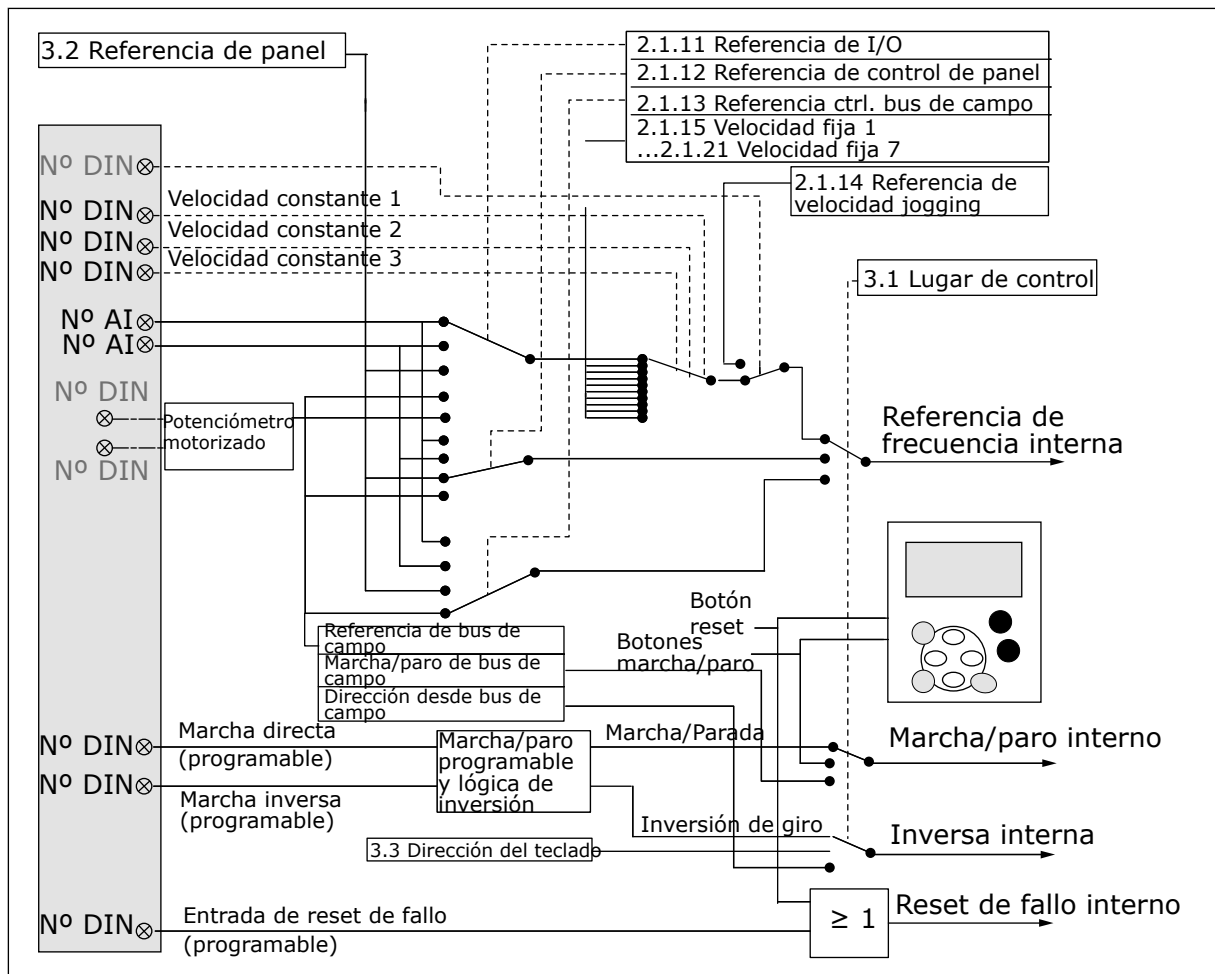 3.2 Referencia de panel
2.1.11 Referencia de I/O
2.1.12 Referencia de control de panel
2.1.13 Referencia ctrl. bus de campo
2.1.15 Velocidad fija 1
...2.1.21 Velocidad fija 7
2.1.14 Referencia de
velocidad jogging
3.1 Lugar de control
Nº DIN
Nº DIN
Velocidad constante 1
Nº DIN
Velocidad constante 2
Nº DIN
Velocidad constante 3
Nº AI
Nº AI
Nº DIN
Potenciómetro
motorizado
Nº DIN
Referencia de
frecuencia interna
Botón
reset
Botones
marcha/paro
Referencia de bus de
campo
Marcha/paro de bus de
campo
Dirección desde bus de
campo
Nº DIN
Marcha directa
(programable)
Nº DIN
Marcha inversa
(programable)
Marcha/paro
programable
y lógica de
inversión
Marcha/Parada
Marcha/paro interno
Inversión de giro
Inversa interna
3.3 Dirección del teclado
Nº DIN
Entrada de reset de fallo
(programable)
≥ 1
Reset de fallo interno